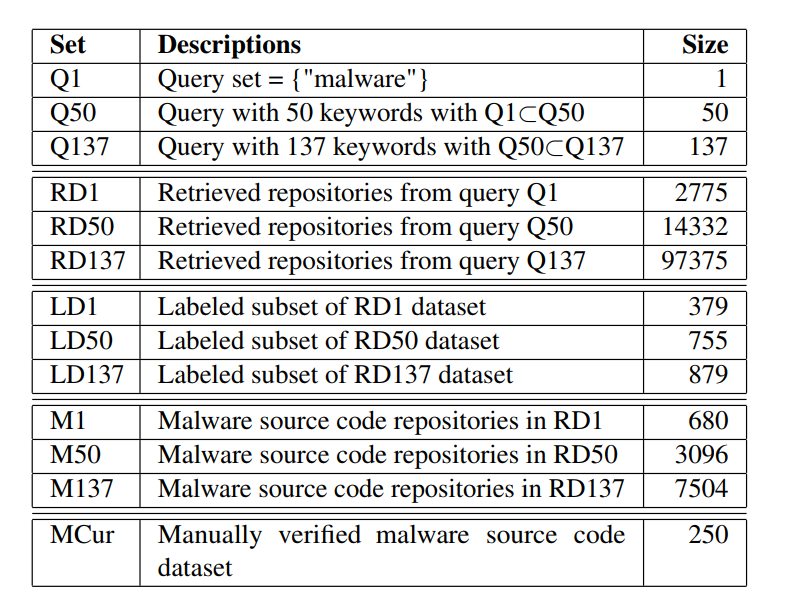 Set Descriptions Size
Q1 Query set = {"malware"} 1
Q50 Query with 50 keywords with Q1⊂Q50 50
Q137 Query with 137 keywords with Q50⊂Q137 137
RD1 Retrieved repositories from query Q1 2775
RD50 Retrieved repositories from query Q50 14332
RD137 Retrieved repositories from query Q137 97375
LD1 Labeled subset of RD1 dataset 379
LD50 Labeled subset of RD50 dataset 755
LD137 Labeled subset of RD137 dataset 879
M1 Malware source code repositories in RD1 680
M50 Malware source code repositories in RD50 3096
M137 Malware source code repositories in RD137 7504
MCur Manually verified malware source code 250
dataset